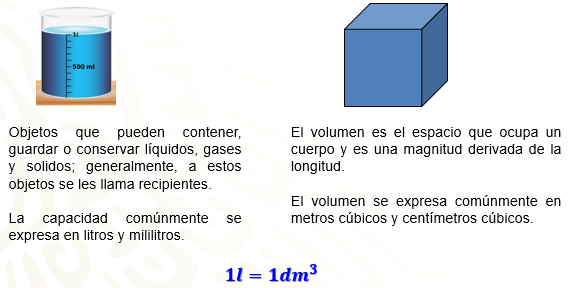 1l
500 ml
Objetos que pueden contener,
guardar o conservar líquidos, gases
y solidos; generalmente, a estos
objetos se les llama recipientes.
La capacidad comúnmente se
expresa en litros y mililitros.
El volumen es el espacio que ocupa un
cuerpo y es una magnitud derivada de la
longitud.
El volumen se expresa comúnmente en
metros cúbicos y centímetros cúbicos.
1l = 1dm³